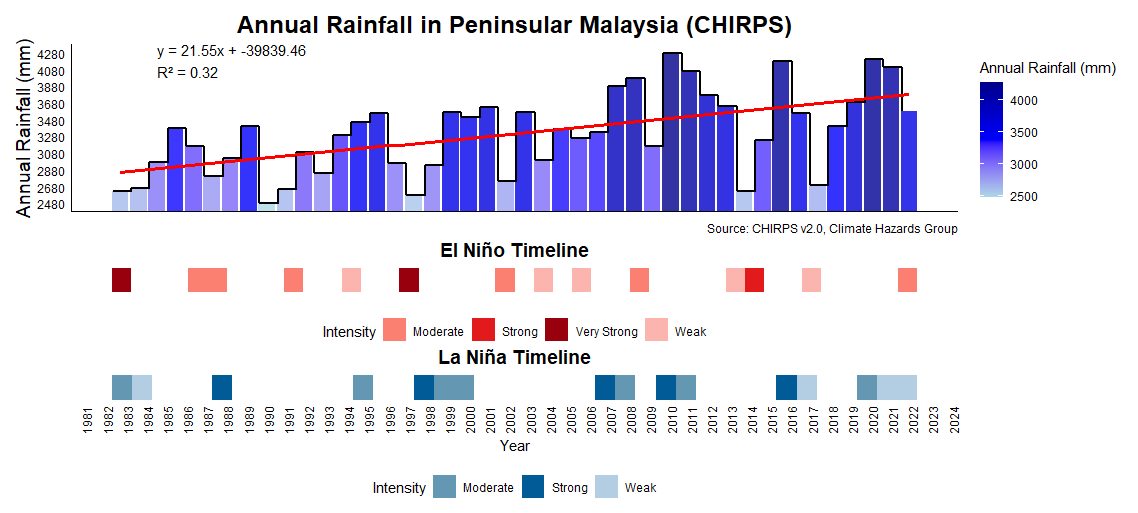 Annual Rainfall in Peninsular Malaysia (CHIRPS)
y = 21.55x + -39839.46
R² = 0.32
Annual Rainfall (mm)
4280
4080
3880
3680
3480
3280
3080
2880
2680
2480
Annual Rainfall (mm)
4000
3500
3000
2500
Source: CHIRPS v2.0, Climate Hazards Group
El Niño Timeline
Intensity Moderate Strong Very Strong Weak
La Niña Timeline
1981 1982 1983 1984 1985 1986 1987 1988 1989 1990 1991 1992 1993 1994 1995 1996 1997 1998 1999 2000 2001 2002 2003 2004 2005 2006 2007 2008 2009 2010 2011 2012 2013 2014 2015 2016 2017 2018 2019 2020 2021 2022 2023 2024
Year
Intensity Moderate Strong Weak